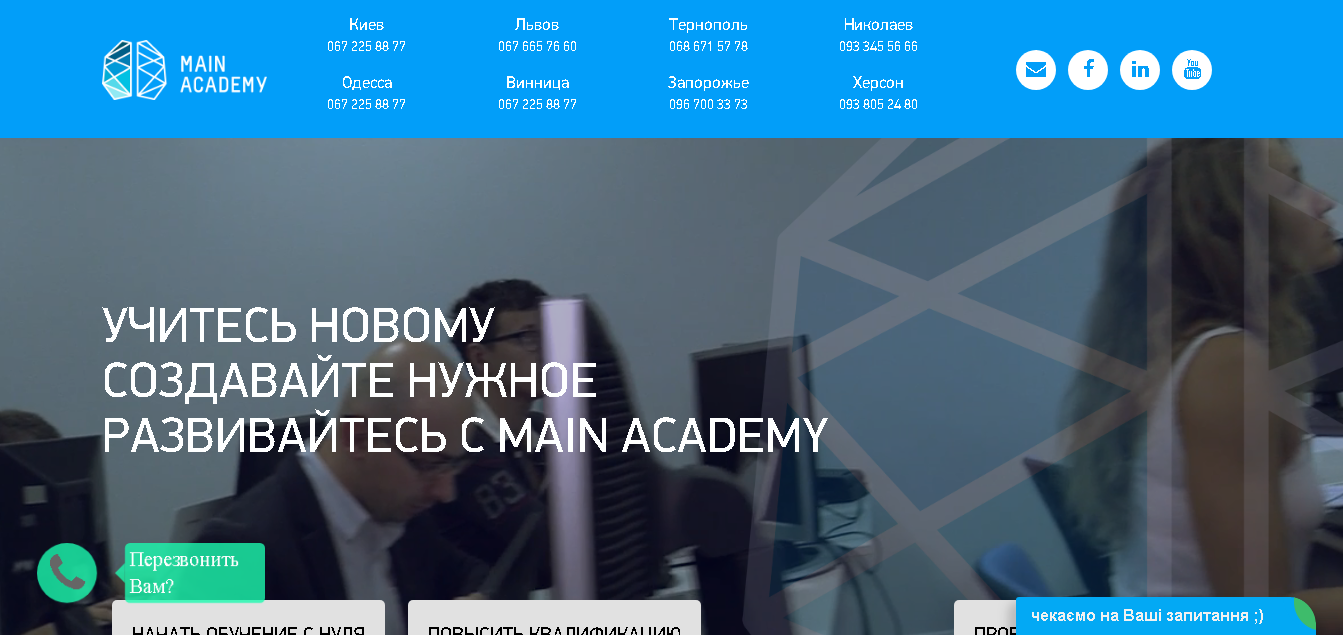 MAIN
ACADEMY
Киев
067 225 88 77
Львов
067 665 76 60
Тернополь
068 671 57 78
Николаев
093 345 56 66
Одесса
067 225 88 77
Винница
067 225 88 77
Запорожье
096 700 33 73
Херсон
093 805 24 80
You
Tube
УЧИТЕСЬ НОВОМУ
СОЗДАВАЙТЕ НУЖНОЕ
РАЗВИВАЙТЕСЬ С MAIN ACADEMY
83
Перезвонить
Вам?
НАЧАТЬ ОБУЧЕНИЕ С НУЛЯ
ПОВЫСИТЬ КВАЛИФИКАЦИЮ
чекаємо на Ваші запитання ;)